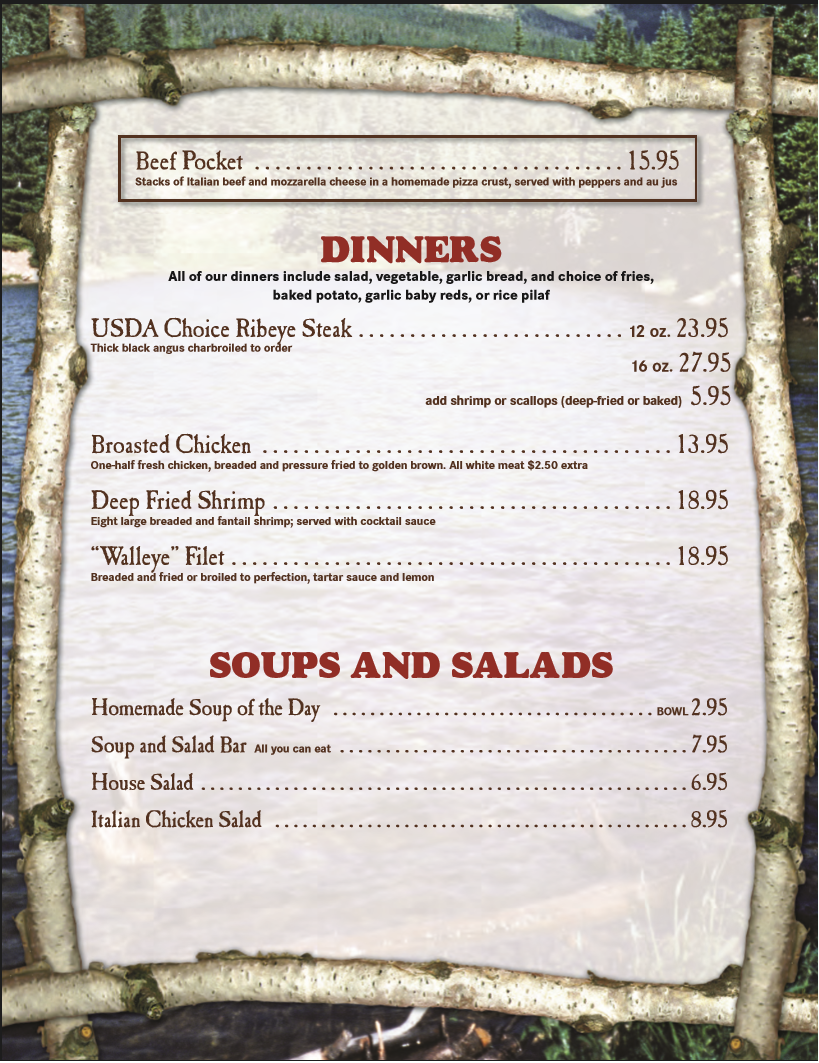 Beef Pocket .................................... 15.95
Stacks of Italian beef and mozzarella cheese in a homemade pizza crust, served with peppers and au jus
DINNERS
All of our dinners include salad, vegetable, garlic bread, and choice of fries,
baked potato, garlic baby reds, or rice pilaf
USDA Choice Ribeye Steak .......................... 12 oz. 23.95
Thick black angus charbroiled to order
16 oz. 27.95
add shrimp or scallops (deep-fried or baked) 5.95
Broasted Chicken ........................................ 13.95
One-half fresh chicken, breaded and pressure fried to golden brown. All white meat $2.50 extra
Deep Fried Shrimp ....................................... 18.95
Eight large breaded and fantail shrimp; served with cocktail sauce
“Walleye” Filet ........................................... 18.95
Breaded and fried or broiled to perfection, tartar sauce and lemon
SOUPS AND SALADS
Homemade Soup of the Day .................................. BOWL 2.95
Soup and Salad Bar All you can eat ..................................... 7.95
House Salad .................................................... 6.95
Italian Chicken Salad ............................................ 8.95